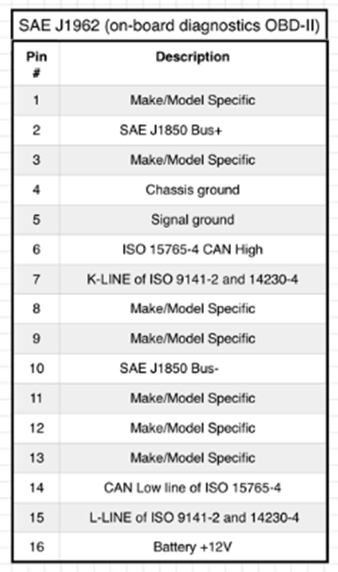 SAE J1962 (on-board diagnostics OBD-II)
Pin # Description
1 Make/Model Specific
2 SAE J1850 Bus+
3 Make/Model Specific
4 Chassis ground
5 Signal ground
6 ISO 15765-4 CAN High
7 K-LINE of ISO 9141-2 and 14230-4
8 Make/Model Specific
9 Make/Model Specific
10 SAE J1850 Bus-
11 Make/Model Specific
12 Make/Model Specific
13 Make/Model Specific
14 CAN Low line of ISO 15765-4
15 L-LINE of ISO 9141-2 and 14230-4
16 Battery +12V